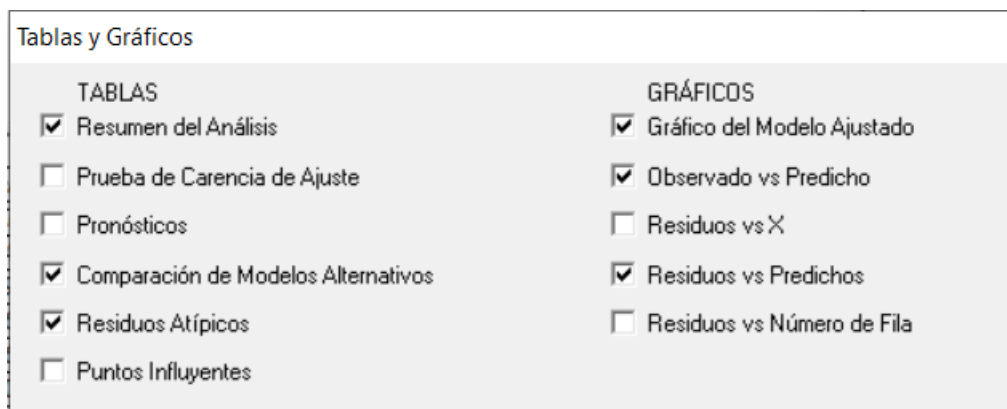 Tablas y Gráficos
TABLAS
Resumen del Análisis
Prueba de Carencia de Ajuste
Pronósticos
Comparación de Modelos Alternativos
Residuos Atípicos
Puntos Influyentes
GRÁFICOS
Gráfico del Modelo Ajustado
Observado vs Predicho
Residuos vs X
Residuos vs Predichos
Residuos vs Número de Fila